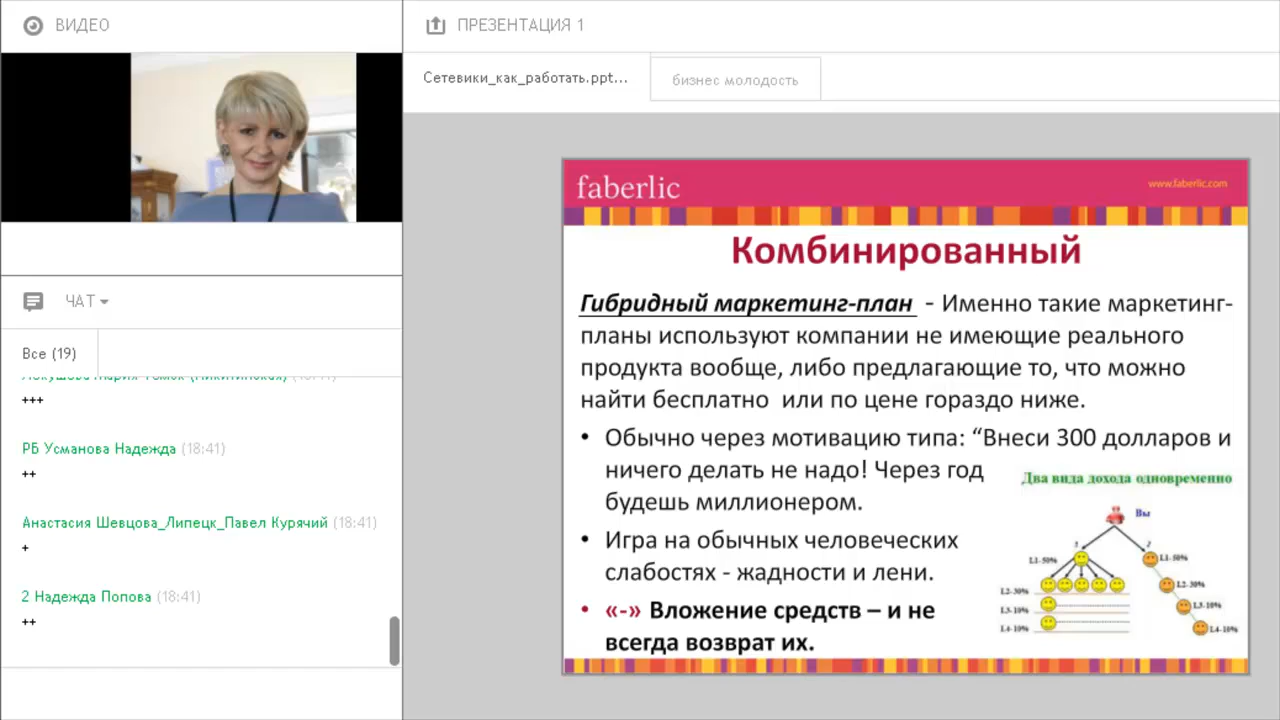 ВИДЕО
ПРЕЗЕНТАЦИЯ 1
Сетевики_как_работать.ppt...
бизнес молодость
ЧАТ
Все (19)
+++
РБ Усманова Надежда (18:41)
++
Анастасия Шевцова_Липецк_Павел Курячий (18:41)
+
2 Надежда Попова (18:41)
++
faberlic
www.faberlic.com
Комбинированный
Гибридный маркетинг-план - Именно такие маркетинг-
планы используют компании не имеющие реального
продукта вообще, либо предлагающие то, что можно
найти бесплатно или по цене гораздо ниже.
• Обычно через мотивацию типа: “Внеси 300 долларов и
ничего делать не надо! Через год
будешь миллионером.
• Игра на обычных человеческих
слабостях - жадности и лени.
• «-» Вложение средств – и не
всегда возврат их.
Два вида дохода одновременно
Вы
1
2
L1-50%
L1-50%
L2-30%
L2-30%
L3-10%
L3-10%
L4-10%
L4-10%